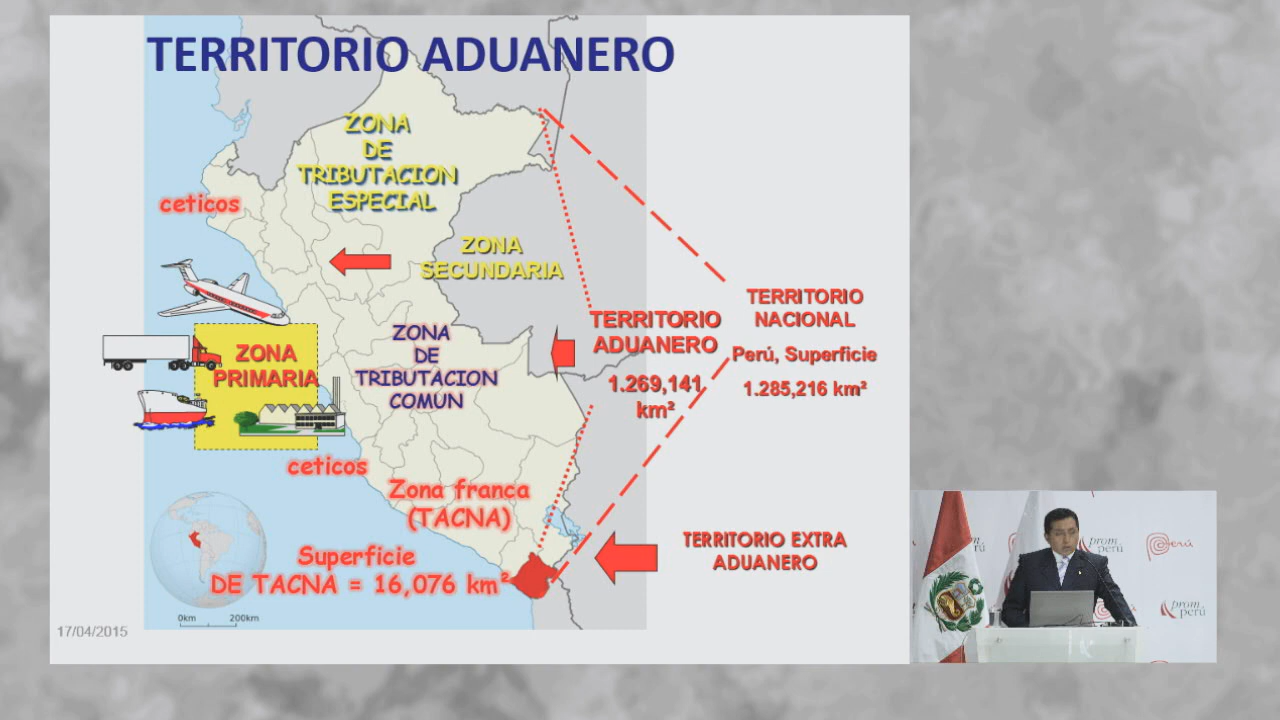 TERRITORIO ADUANERO
ZONA
DE
TRIBUTACION
ESPECIAL
ceticos
ZONA
SECUNDARIA
TERRITORIO
NACIONAL
Perú, Superficie
1.285,216 km²
TERRITORIO
ADUANERO
1.269,141
km²
ZONA
DE
TRIBUTACION
COMUN
ZONA
PRIMARIA
ceticos
Zona franca
(TACNA)
Superficie
DE TACNA = 16,076 km²
TERRITORIO EXTRA
ADUANERO
0km 200km
17/04/2015
prom
perú
Perú
prom
perú